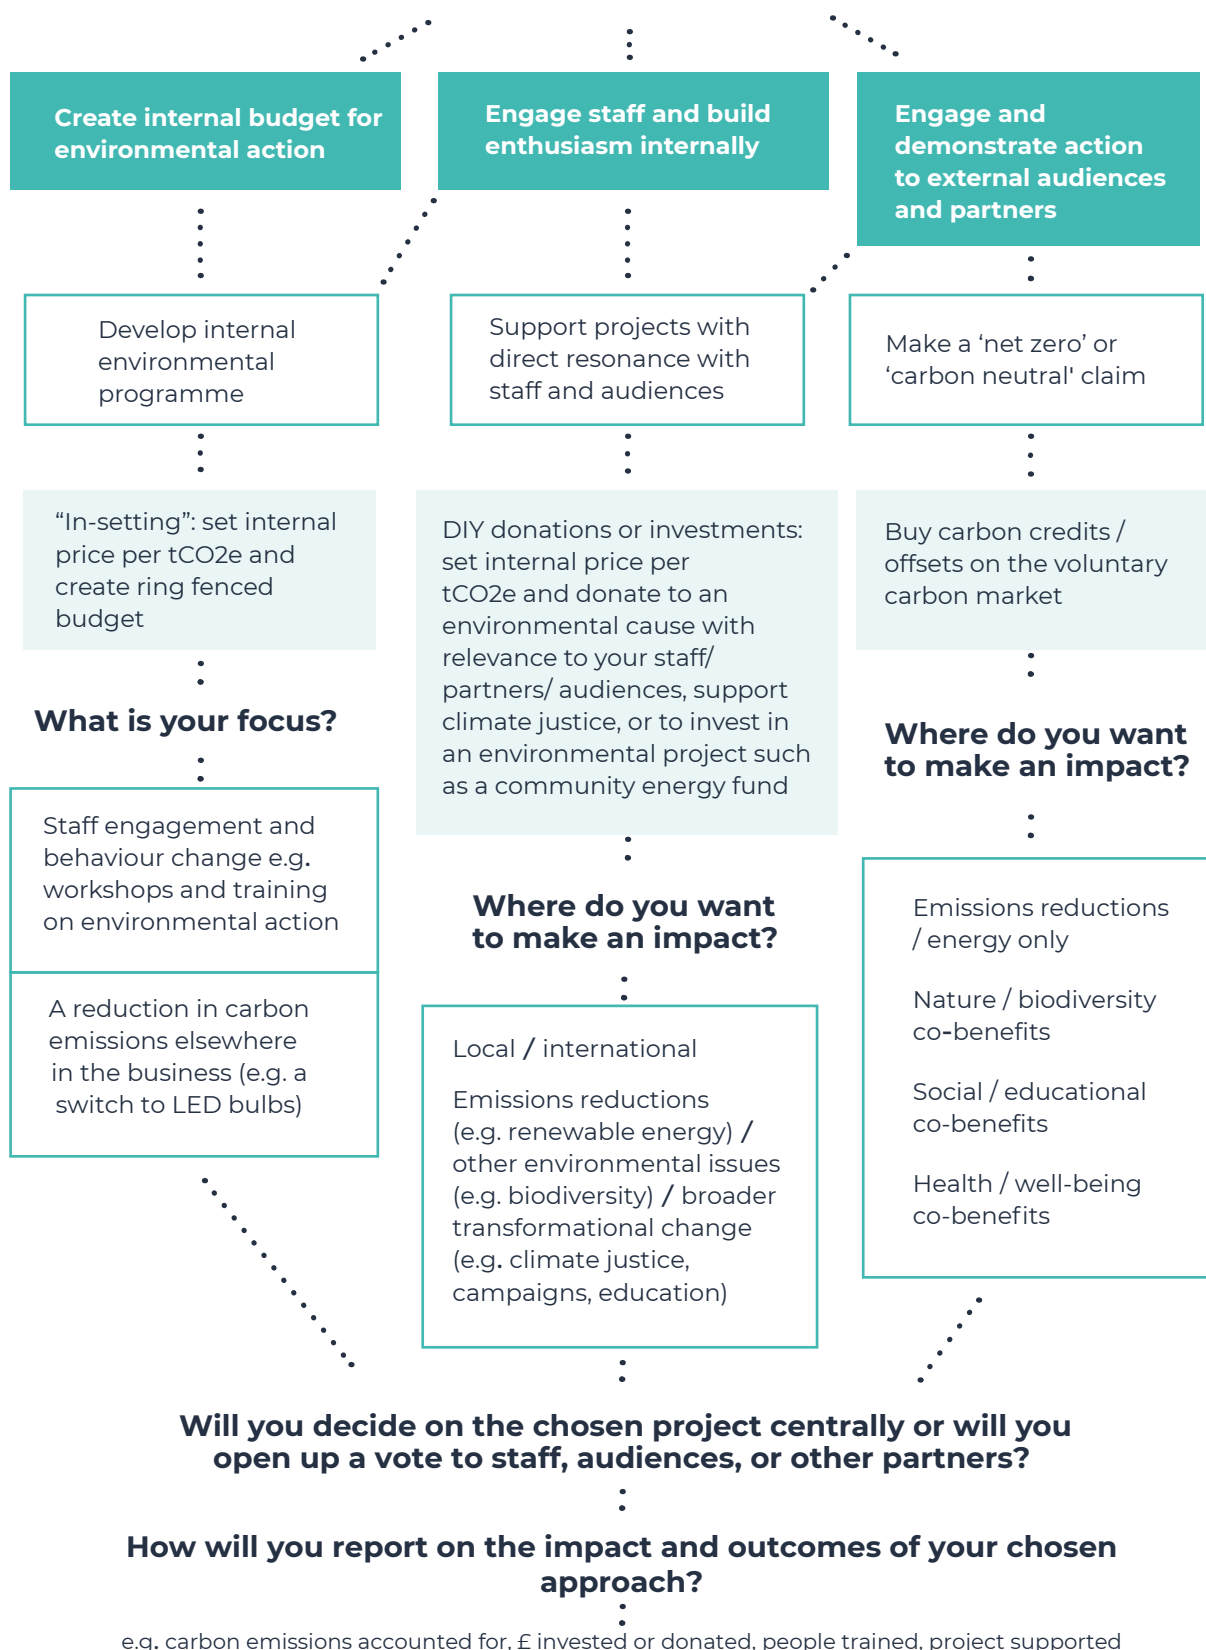 Create internal budget for
environmental action
Engage staff and build
enthusiasm internally
Engage and
demonstrate action
to external audiences
and partners
Develop internal
environmental
programme
Support projects with
direct resonance with
staff and audiences
Make a ‘net zero’ or
‘carbon neutral' claim
“In-setting”: set internal
price per tCO2e and
create ring fenced
budget
DIY donations or investments:
set internal price per
tCO2e and donate to an
environmental cause with
relevance to your staff/
partners/ audiences, support
climate justice, or to invest in
an environmental project such
as a community energy fund
Buy carbon credits /
offsets on the voluntary
carbon market
What is your focus?
Staff engagement and
behaviour change e.g.
workshops and training
on environmental action
A reduction in carbon
emissions elsewhere
in the business (e.g. a
switch to LED bulbs)
Where do you want
to make an impact?
Local / international
Emissions reductions
(e.g. renewable energy) /
other environmental issues
(e.g. biodiversity) / broader
transformational change
(e.g. climate justice,
campaigns, education)
Where do you want
to make an impact?
Emissions reductions
/ energy only
Nature / biodiversity
co-benefits
Social / educational
co-benefits
Health / well-being
co-benefits
Will you decide on the chosen project centrally or will you
open up a vote to staff, audiences, or other partners?
How will you report on the impact and outcomes of your chosen
approach?
e.g. carbon emissions accounted for, £ invested or donated, people trained, project supported